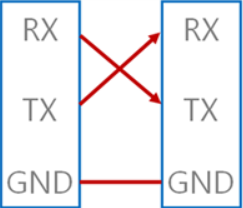 RX RX
TX TX
GND GND